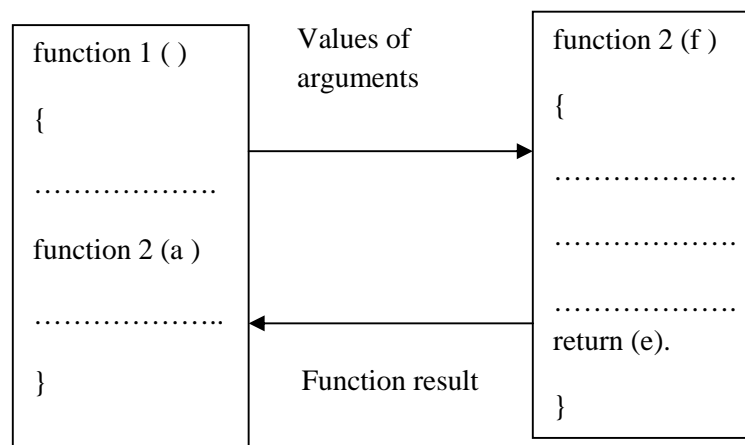 function 1 ( )
{
………………….
function 2 (a )
…………………..
}
Values of
arguments
Function result
function 2 (f )
{
………………….
………………….
………………….
return (e).
}